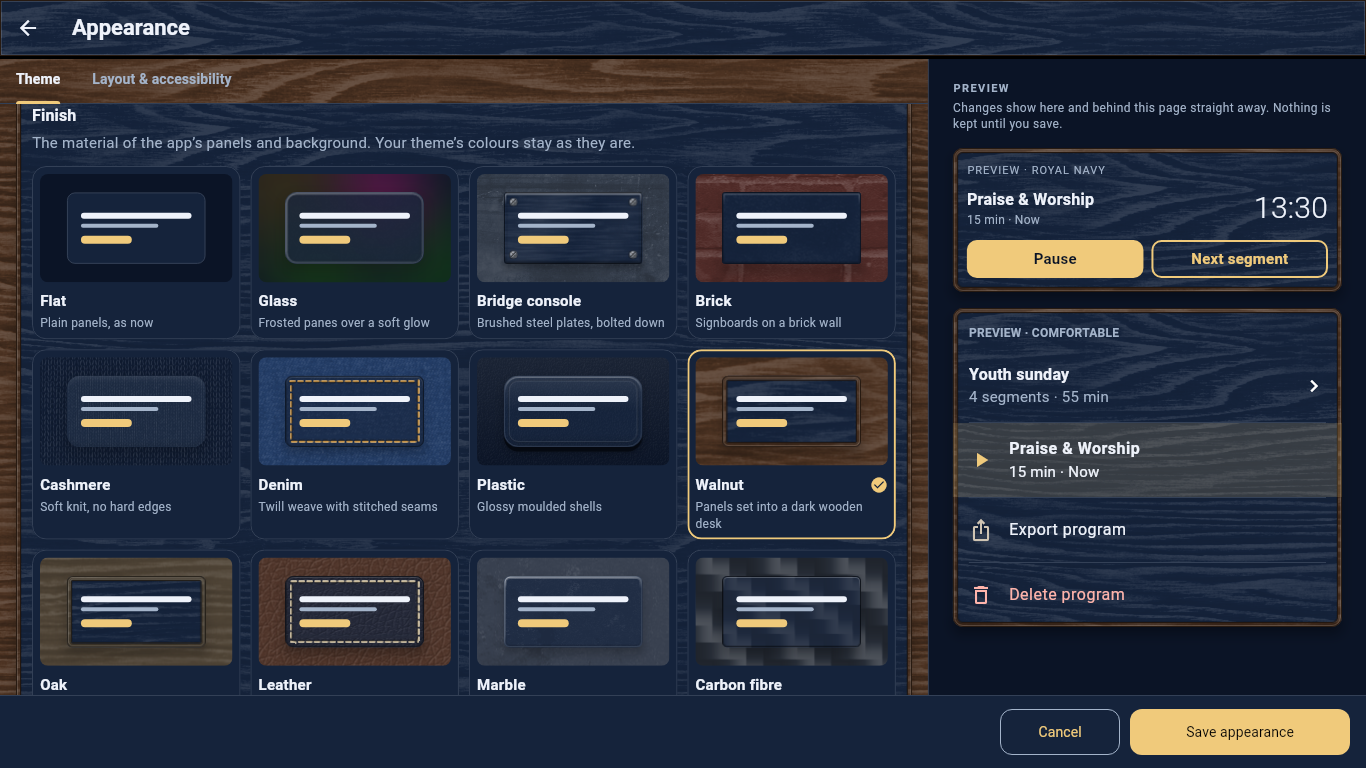 Appearance
Theme
Layout & accessibility
Finish
The material of the app's panels and background. Your theme's colours stay as they are.
Flat
Plain panels, as now
Glass
Frosted panes over a soft glow
Bridge console
Brushed steel plates, bolted down
Brick
Signboards on a brick wall
Cashmere
Soft knit, no hard edges
Denim
Twill weave with stitched seams
Plastic
Glossy moulded shells
Walnut
Panels set into a dark wooden
desk
Oak
Leather
Marble
Carbon fibre
PREVIEW
Changes show here and behind this page straight away. Nothing is
kept until you save.
PREVIEW · ROYAL NAVY
Praise & Worship
15 min · Now
13:30
Pause
Next segment
PREVIEW · COMFORTABLE
Youth sunday
4 segments · 55 min
Praise & Worship
15 min · Now
Export program
Delete program
Cancel
Save appearance